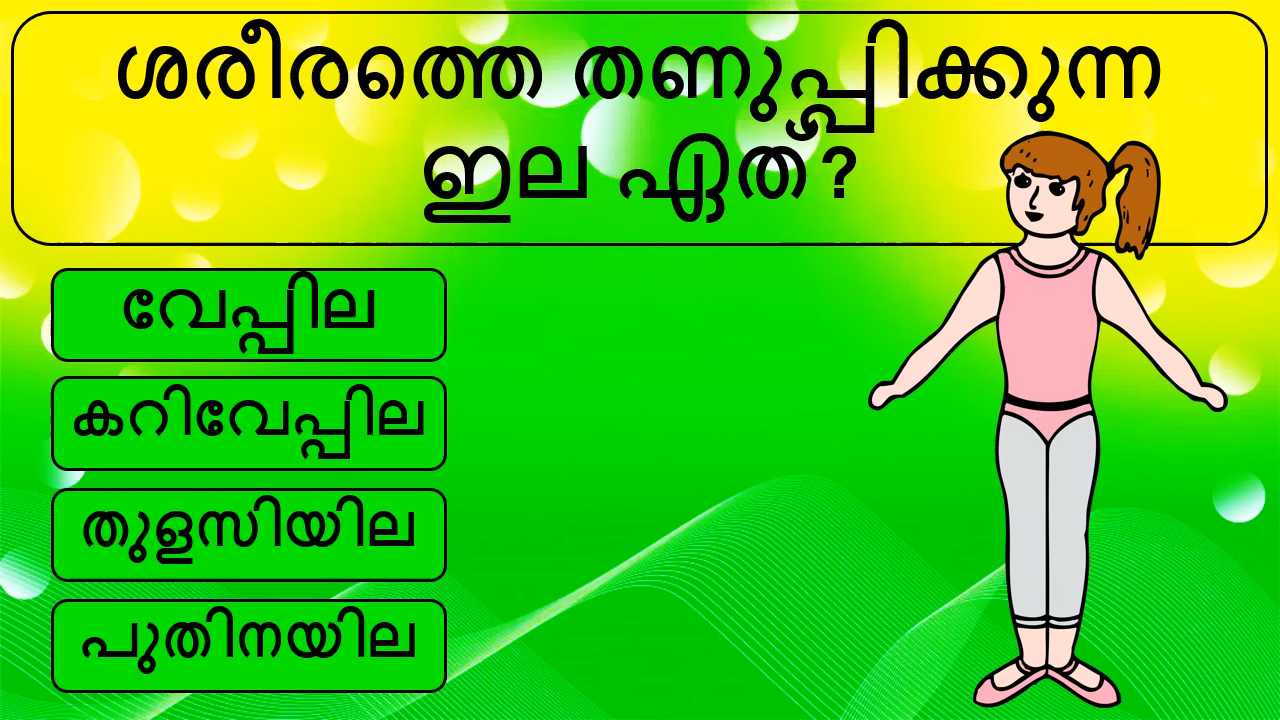 ശരീരത്തെ തണുപ്പിക്കുന്ന
ഇല ഏത്?
വേപ്പില
കറിവേപ്പില
തുളസിയില
പുതിനയില